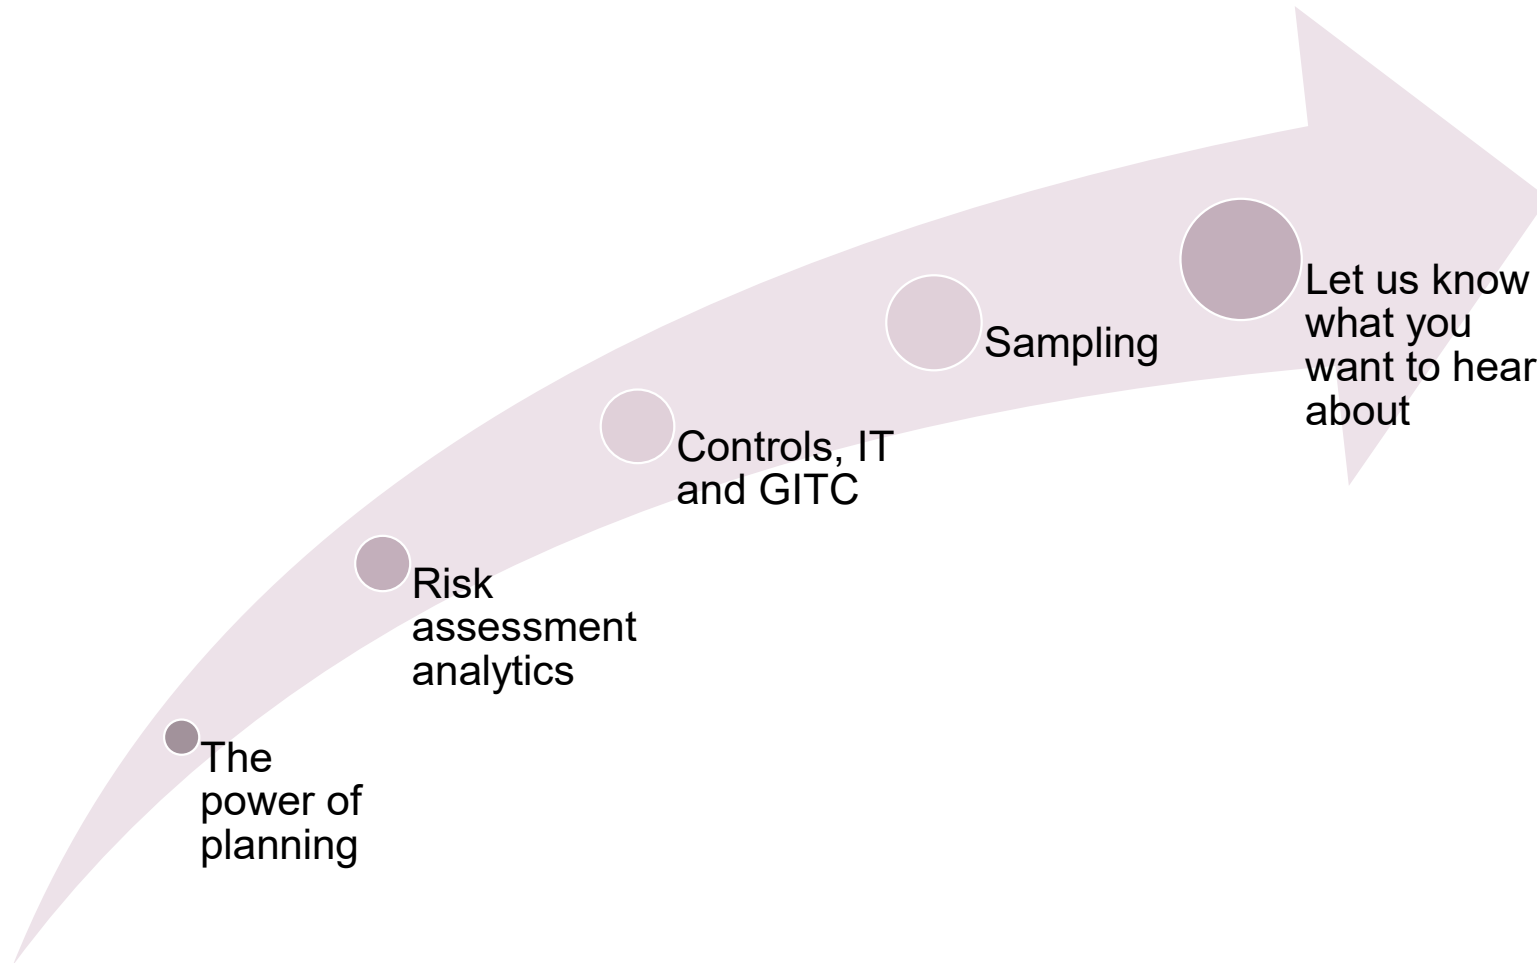 The
power of
planning
Risk
assessment
analytics
Controls, IT
and GITC
Sampling
Let us know
what you
want to hear
about